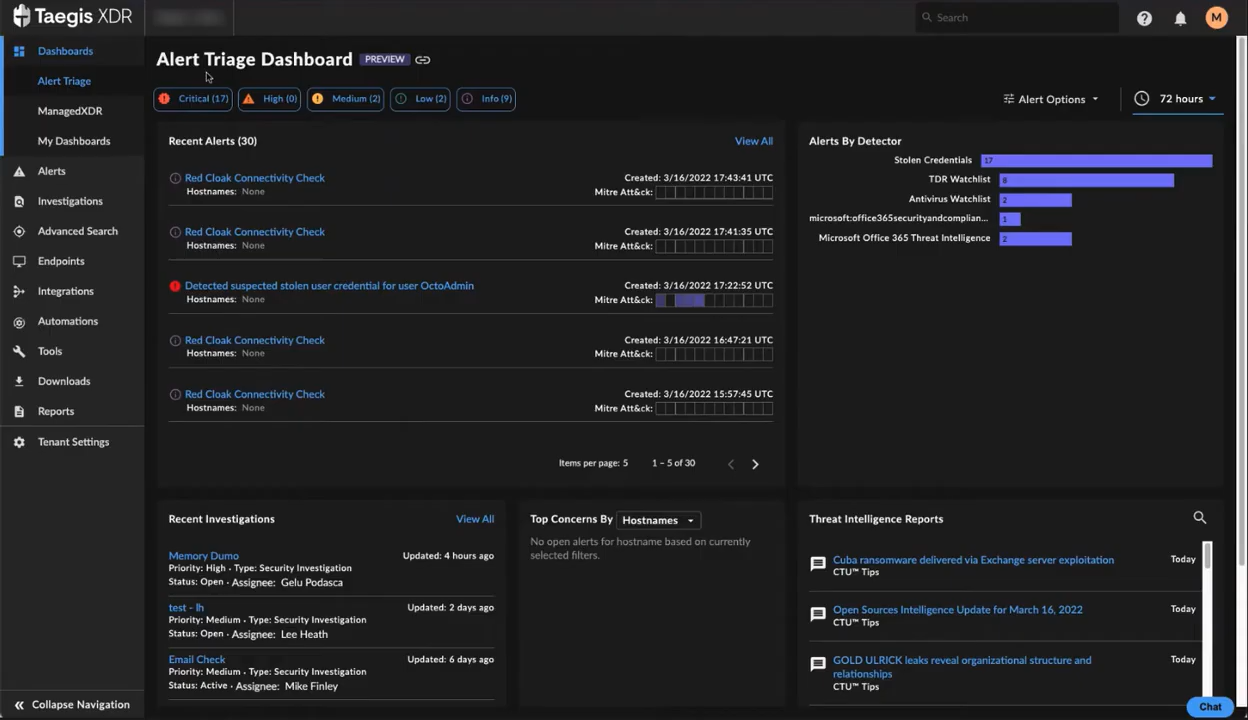 Taegis XDR
Search
M
Dashboards
Alert Triage
ManagedXDR
My Dashboards
Alerts
Investigations
Advanced Search
Endpoints
Integrations
Automations
Tools
Downloads
Reports
Tenant Settings
Collapse Navigation
Alert Triage Dashboard PREVIEW
Critical (17) High (0) Medium (2) Low (2) Info (9)
Alert Options 72 hours
Recent Alerts (30) View All
Red Cloak Connectivity Check Created: 3/16/2022 17:43:41 UTC
Hostnames: None Mitre Att&ck:
Red Cloak Connectivity Check Created: 3/16/2022 17:41:35 UTC
Hostnames: None Mitre Att&ck:
Detected suspected stolen user credential for user OctoAdmin Created: 3/16/2022 17:22:52 UTC
Hostnames: None Mitre Att&ck:
Red Cloak Connectivity Check Created: 3/16/2022 16:47:21 UTC
Hostnames: None Mitre Att&ck:
Red Cloak Connectivity Check Created: 3/16/2022 15:57:45 UTC
Hostnames: None Mitre Att&ck:
Items per page: 5 1 – 5 of 30
Alerts By Detector
Stolen Credentials 17
TDR Watchlist
Antivirus Watchlist 2
microsoft:office365securityandcomplian... 1
Microsoft Office 365 Threat Intelligence 2
Recent Investigations View All
Memory Dumo Updated: 4 hours ago
Priority: High · Type: Security Investigation
Status: Open · Assignee: Gelu Podasca
test - lh Updated: 2 days ago
Priority: Medium · Type: Security Investigation
Status: Open · Assignee: Lee Heath
Email Check Updated: 6 days ago
Priority: Medium · Type: Security Investigation
Status: Active · Assignee: Mike Finley
Top Concerns By Hostnames
No open alerts for hostname based on currently
selected filters.
Threat Intelligence Reports
Cuba ransomware delivered via Exchange server exploitation Today
CTU™ Tips
Open Sources Intelligence Update for March 16, 2022 Today
CTU™ Tips
GOLD ULRICK leaks reveal organizational structure and Today
relationships
CTU™ Tips
Chat